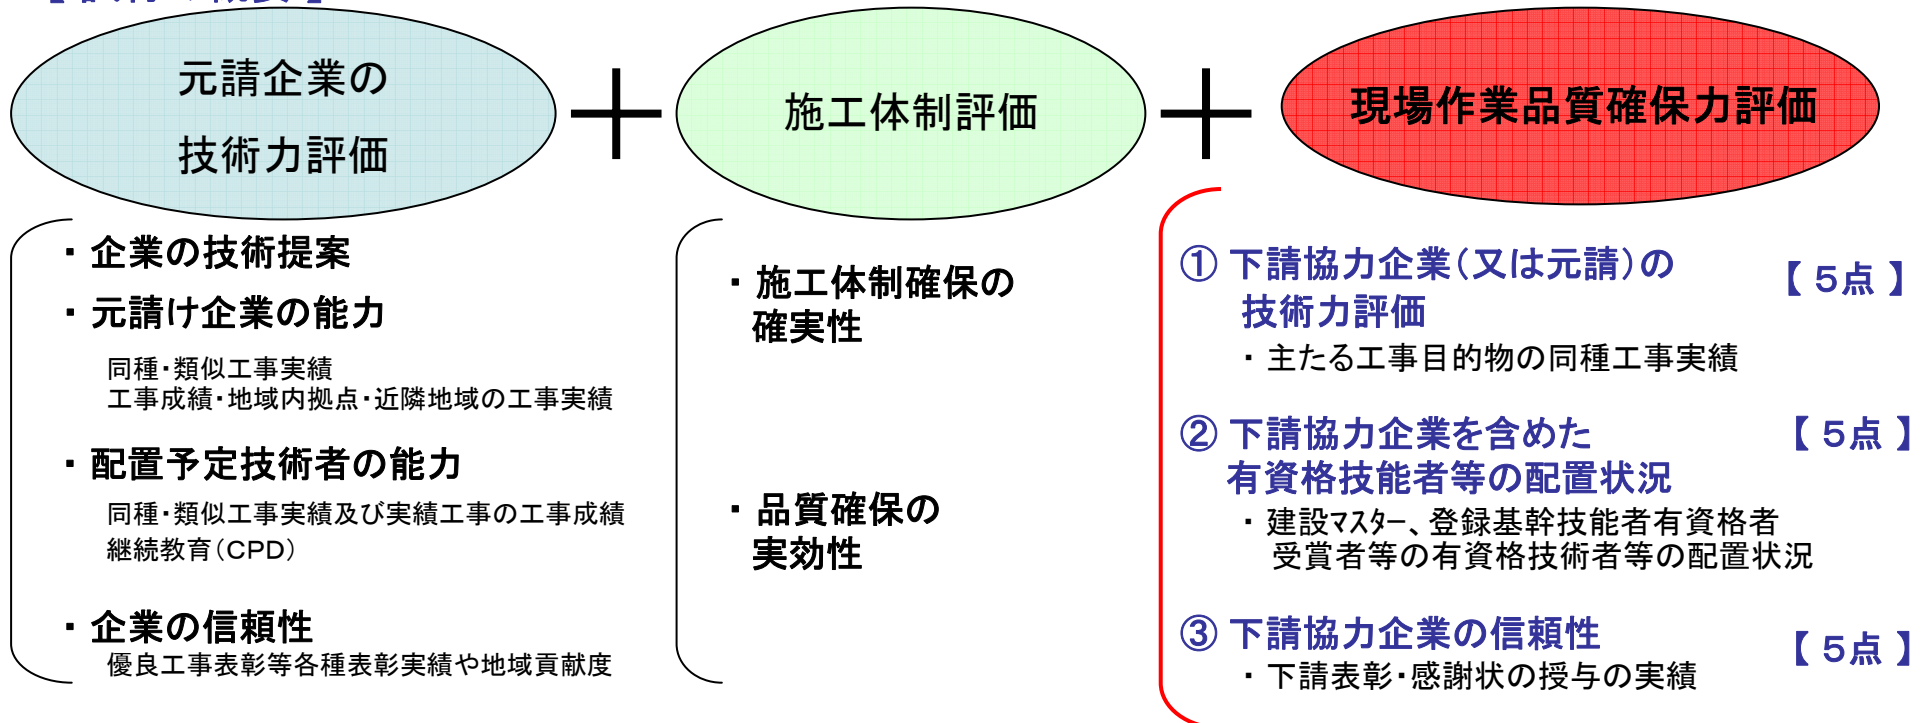 元請企業の
技術力評価
＋
施工体制評価
＋
現場作業品質確保力評価
・企業の技術提案
・元請け企業の能力
同種・類似工事実績
工事成績・地域内拠点・近隣地域の工事実績
・配置予定技術者の能力
同種・類似工事実績及び実績工事の工事成績
継続教育（CPD）
・企業の信頼性
優良工事表彰等各種表彰実績や地域貢献度
・施工体制確保の
確実性
・品質確保の
実効性
① 下請協力企業（又は元請）の
技術力評価
【 5点 】
・主たる工事目的物の同種工事実績
② 下請協力企業を含めた
有資格技能者等の配置状況
【 5点 】
・建設ﾏｽﾀｰ、登録基幹技能者有資格者
受賞者等の有資格技術者等の配置状況
③ 下請協力企業の信頼性
【 5点 】
・下請表彰・感謝状の授与の実績